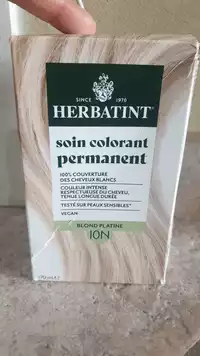 SINCE 1970
HERBATINT®
soin colorant
permanent
100% COUVERTURE
DES CHEVEUX BLANCS
COULEUR INTENSE
RESPECTUEUSE DU CHEVEU,
TENUE LONGUE DURÉE
TESTÉ SUR PEAUX SENSIBLES*
VEGAN
BLOND PLATINE
10N